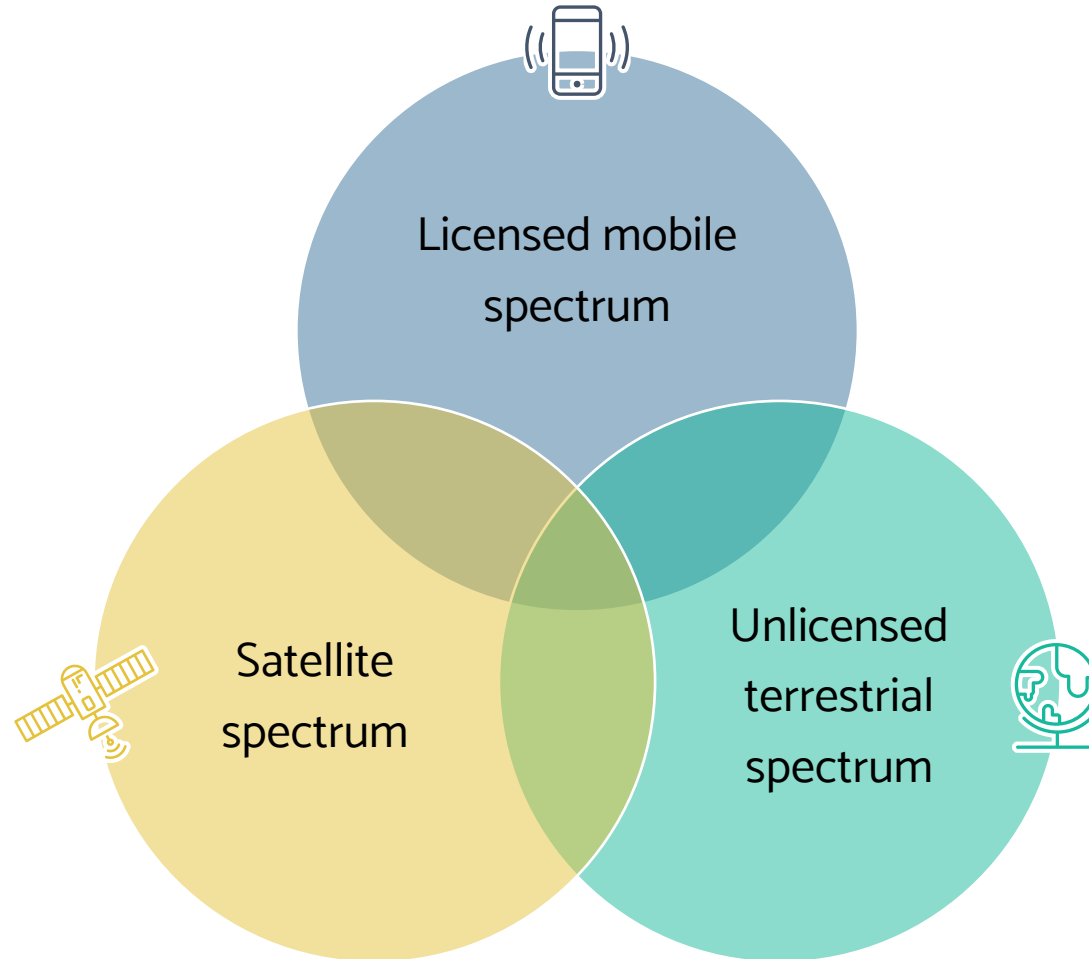 Licensed mobile
spectrum
Satellite
spectrum
Unlicensed
terrestrial
spectrum